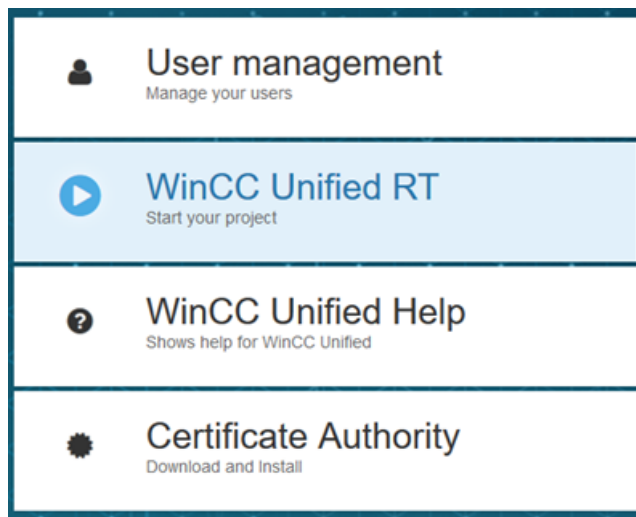 User management
Manage your users
WinCC Unified RT
Start your project
WinCC Unified Help
Shows help for WinCC Unified
Certificate Authority
Download and Install